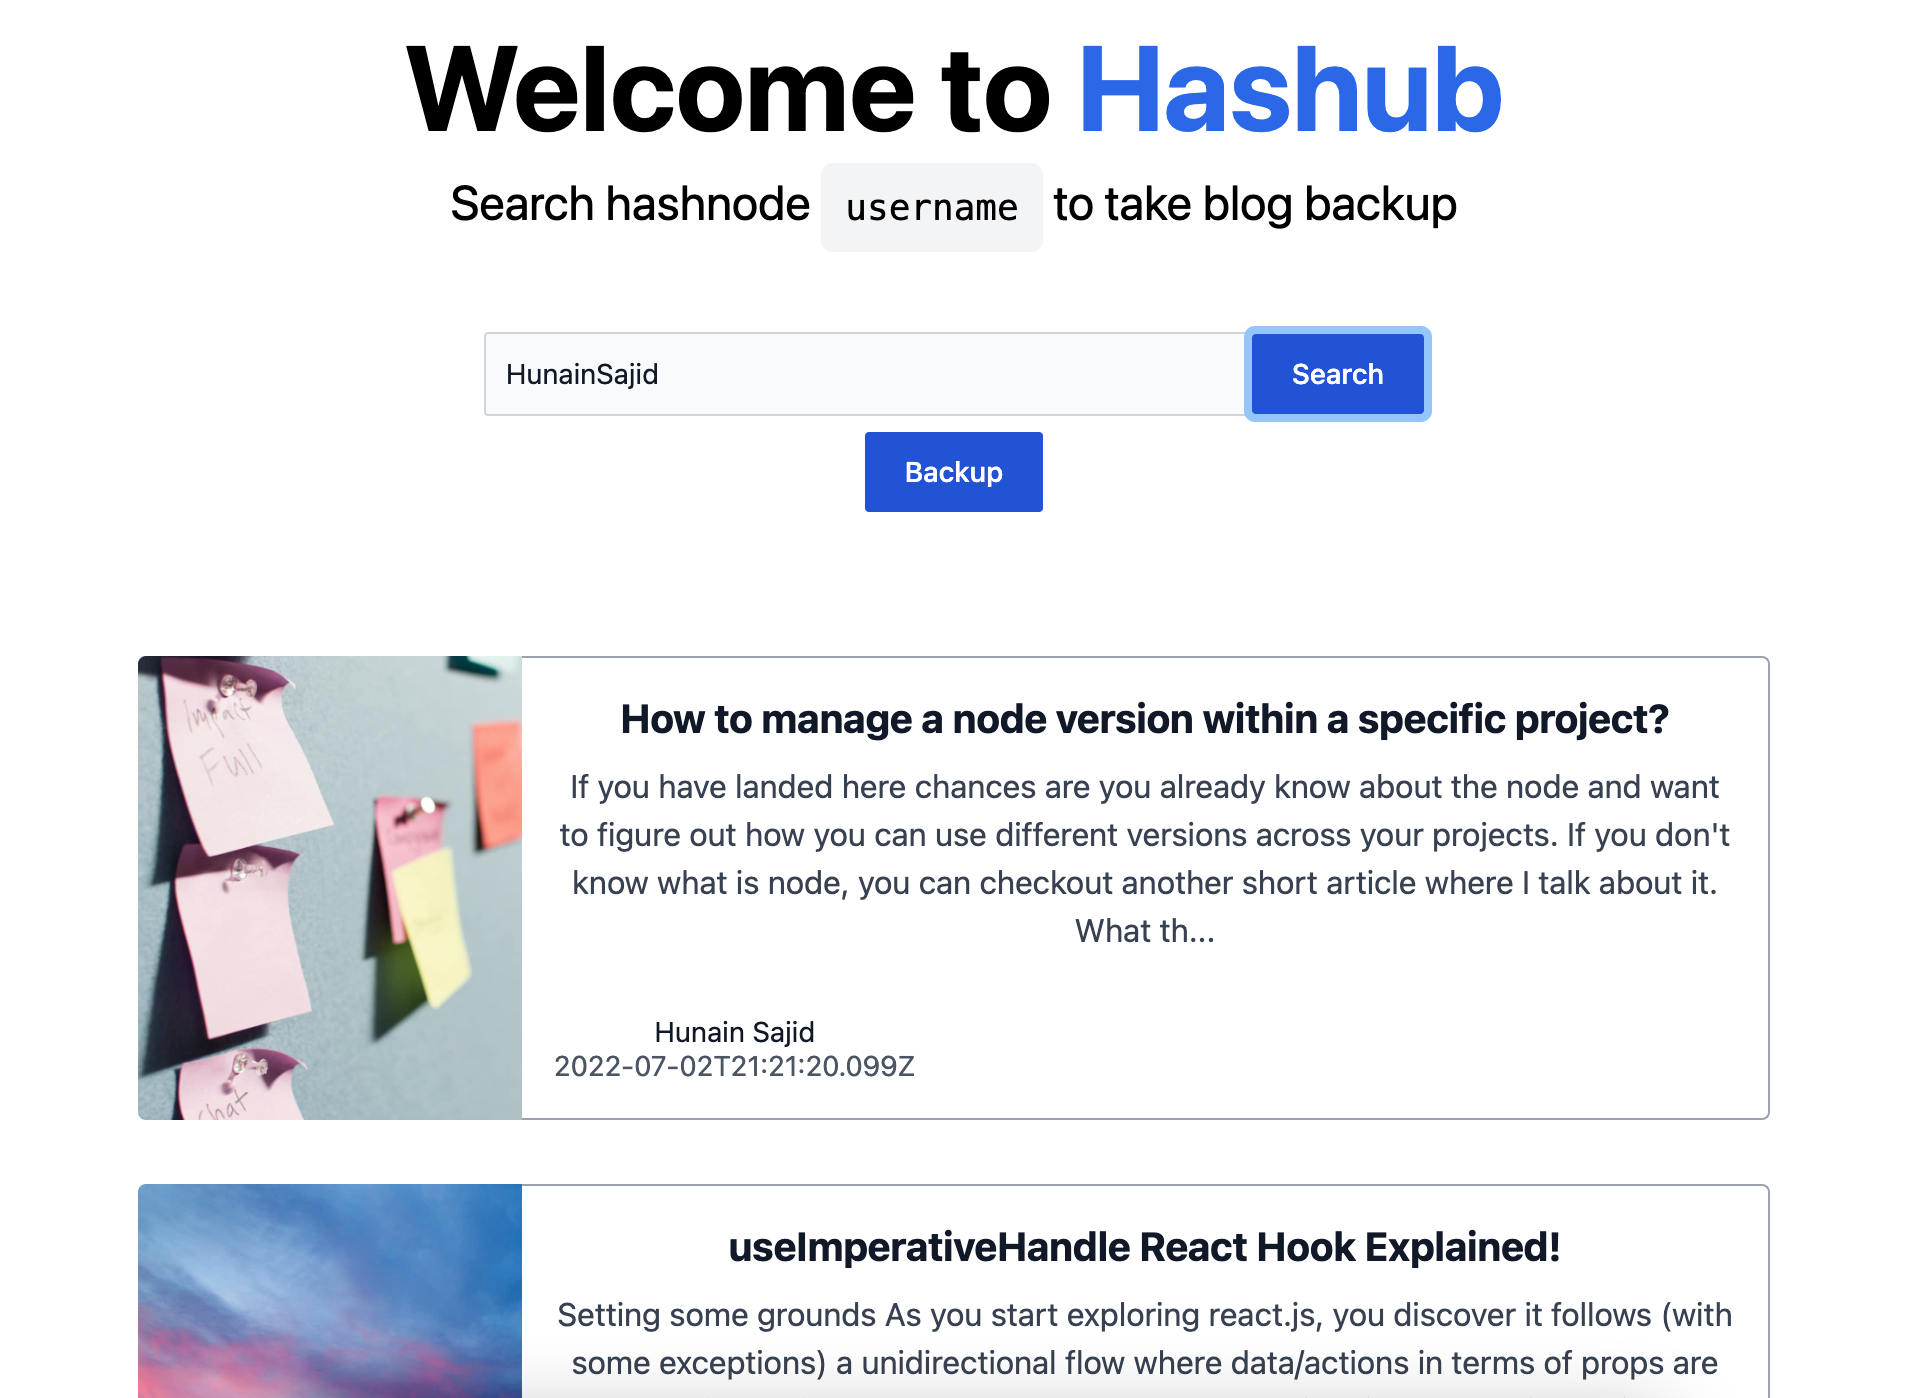 Welcome to Hashub
Search hashnode username to take blog backup
HunainSajid
Search
Backup
Impact
Full
How to manage a node version within a specific project?
If you have landed here chances are you already know about the node and want
to figure out how you can use different versions across your projects. If you don't
know what is node, you can checkout another short article where I talk about it.
What th...
Hunain Sajid
2022-07-02T21:21:20.099Z
Chat
useImperativeHandle React Hook Explained!
Setting some grounds As you start exploring react.js, you discover it follows (with
some exceptions) a unidirectional flow where data/actions in terms of props are